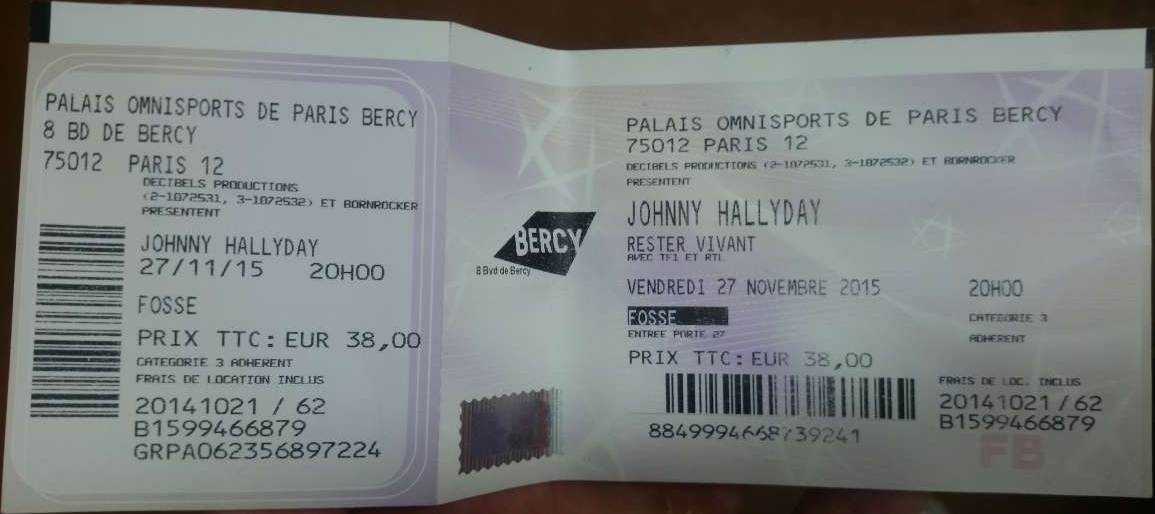 PALAIS OMNISPORTS DE PARIS BERCY
8 BD DE BERCY
75012 PARIS 12
DECIBELS PRODUCTIONS
(2-1072531, 3-1072532) ET BORNROCKER
PRESENTENT
JOHNNY HALLYDAY
27/11/15 20H00
FOSSE
PRIX TTC: EUR 38,00
CATEGORIE 3 ADHERENT
FRAIS DE LOCATION INCLUS
20141021 / 62
B1599466879
GRPA062356897224
BERCY
8 Bvd de Bercy
PALAIS OMNISPORTS DE PARIS BERCY
75012 PARIS 12
DECIBELS PRODUCTIONS (2-1072531, 3-1072532) ET BORNROCKER
PRESENTENT
JOHNNY HALLYDAY
RESTER VIVANT
AVEC TF1 ET RTL
VENDREDI 27 NOVEMBRE 2015 20H00
FOSSE CATEGORIE 3
ENTREE PORTE 27 ADHERENT
PRIX TTC: EUR 38,00
FRAIS DE LOC. INCLUS
20141021 / 62
B1599466879
FB